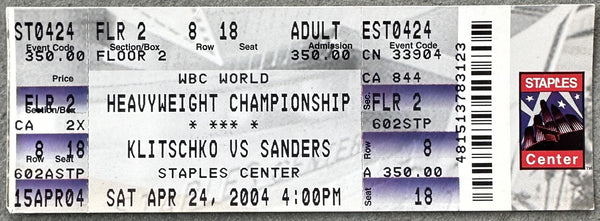 ST0424 FLR 2 8 18 ADULT EST0424
Event Code Section/Box Row Seat Admission Event Code
350.00 FLOOR 2 350.00 CN 33904
Price WBC WORLD CA 844
FLR 2 HEAVYWEIGHT CHAMPIONSHIP Sec. FLR 2
Section/Box
CA 2X * *** * 602STP
8 18 KLITSCHKO VS SANDERS Row 8
Row Seat
602ASTP STAPLES CENTER A 350.00
15APR04 SAT APR 24, 2004 4:00PM Seat 18
481513783123
STAPLES
Center